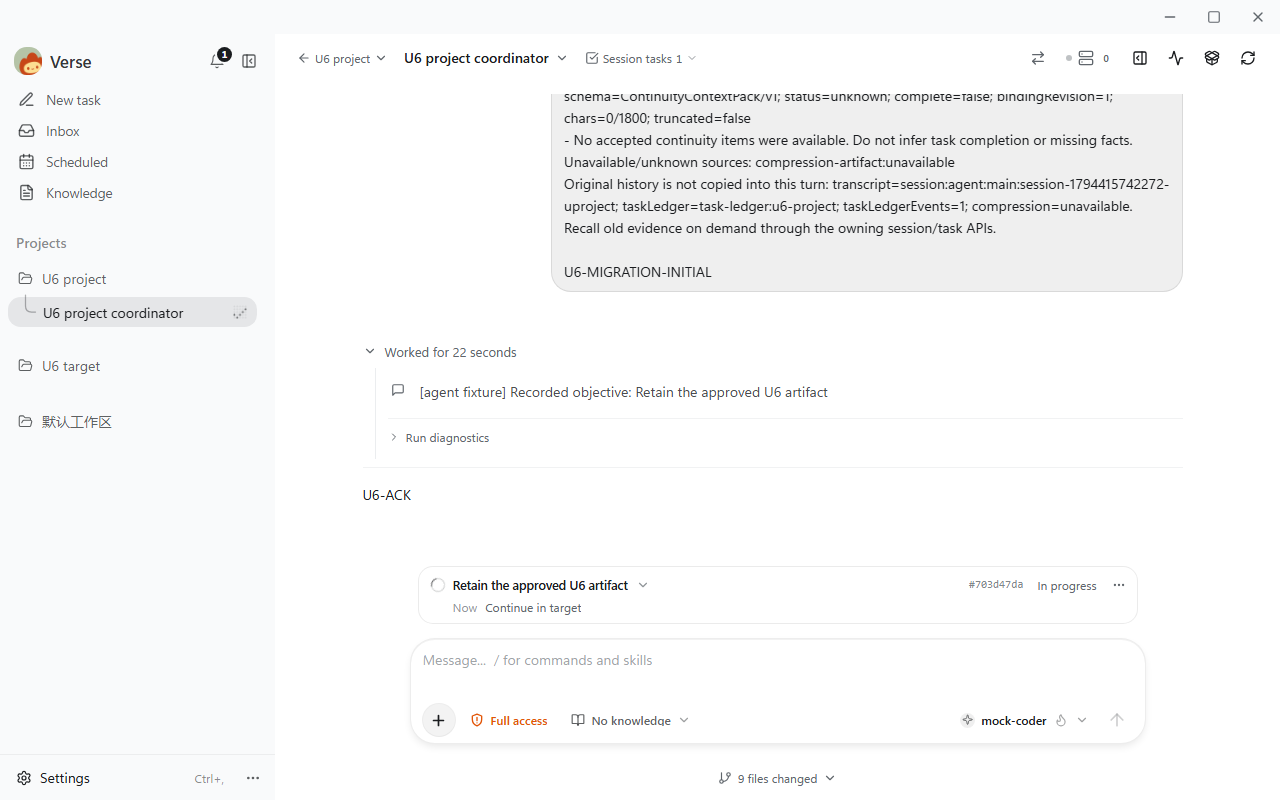 Verse
1
New task
Inbox
Scheduled
Knowledge
Projects
U6 project
U6 project coordinator
U6 target
默认工作区
Settings
Ctrl+,
U6 project
U6 project coordinator
Session tasks 1
0
schema=ContinuityContextPack/v1; status=unknown; complete=false; bindingRevision=1;
chars=0/1800; truncated=false
- No accepted continuity items were available. Do not infer task completion or missing facts.
Unavailable/unknown sources: compression-artifact:unavailable
Original history is not copied into this turn: transcript=session:agent:main:session-1794415742272-
uproject; taskLedger=task-ledger:u6-project; taskLedgerEvents=1; compression=unavailable.
Recall old evidence on demand through the owning session/task APIs.
U6-MIGRATION-INITIAL
Worked for 22 seconds
[agent fixture] Recorded objective: Retain the approved U6 artifact
Run diagnostics
U6-ACK
Retain the approved U6 artifact
#703d47da
In progress
Now Continue in target
Message... / for commands and skills
Full access
No knowledge
mock-coder
9 files changed